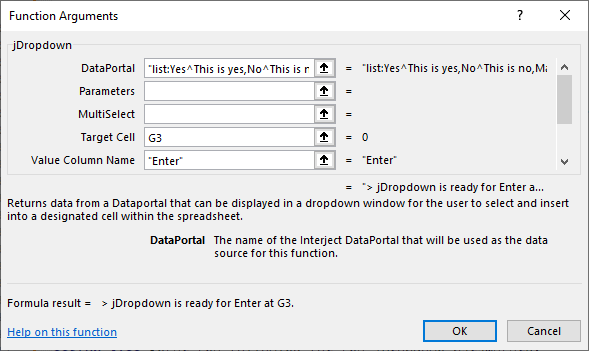 Function Arguments
? ×
jDropdown
DataPortal "list:Yes^This is yes,No^This is n = "list:Yes^This is yes,No^This is no,Ma
Parameters =
MultiSelect =
Target Cell G3 = 0
Value Column Name "Enter" = "Enter"
= "> jDropdown is ready for Enter a...
Returns data from a Dataportal that can be displayed in a dropdown window for the user to select and insert
into a designated cell within the spreadsheet.
DataPortal The name of the Interject DataPortal that will be used as the data
source for this function.
Formula result = > jDropdown is ready for Enter at G3.
Help on this function
OK Cancel